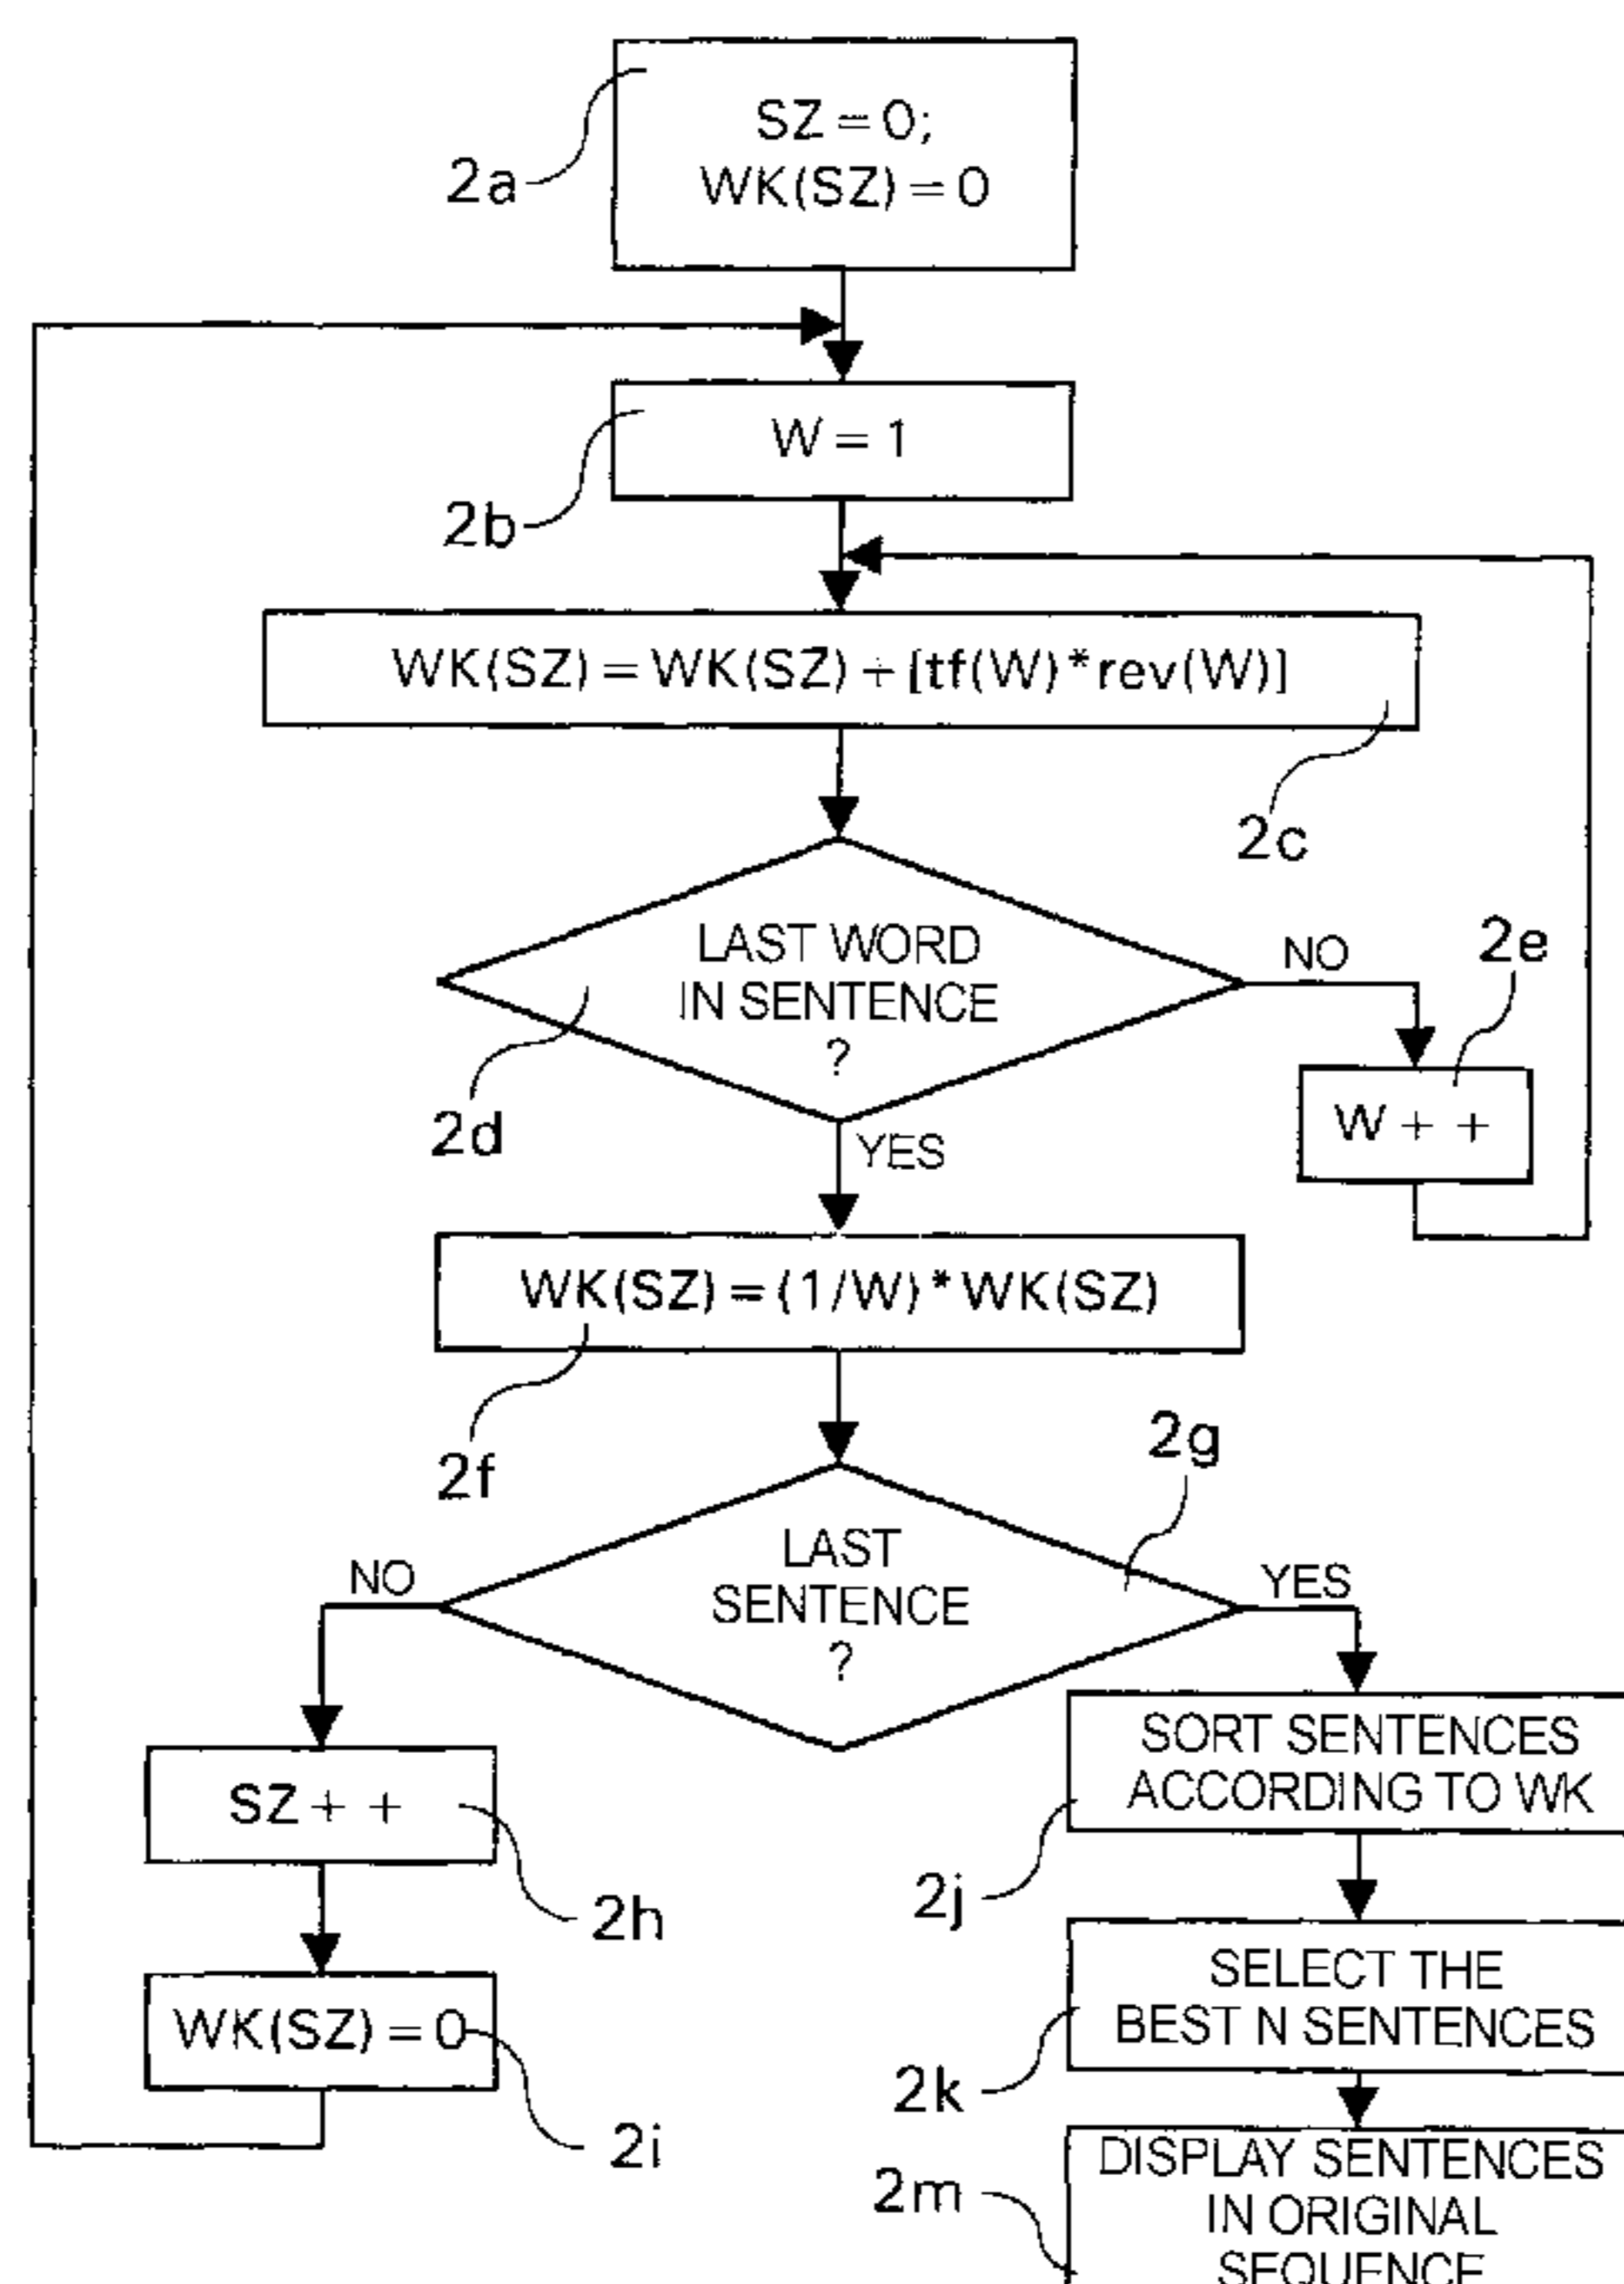 SZ = 0;
WK(SZ) = 0
2a
W = 1
2b
WK(SZ) = WK(SZ) + [tf(W)*rev(W)]
2c
LAST WORD
IN SENTENCE
?
2d
NO
2e
W + +
YES
WK(SZ) = (1/W) * WK(SZ)
2f
2g
LAST
SENTENCE
?
NO
YES
SZ + +
2h
WK(SZ) = 0
2i
SORT SENTENCES
ACCORDING TO WK
2j
SELECT THE
BEST N SENTENCES
2k
DISPLAY SENTENCES
IN ORIGINAL
SEQUENCE
2m